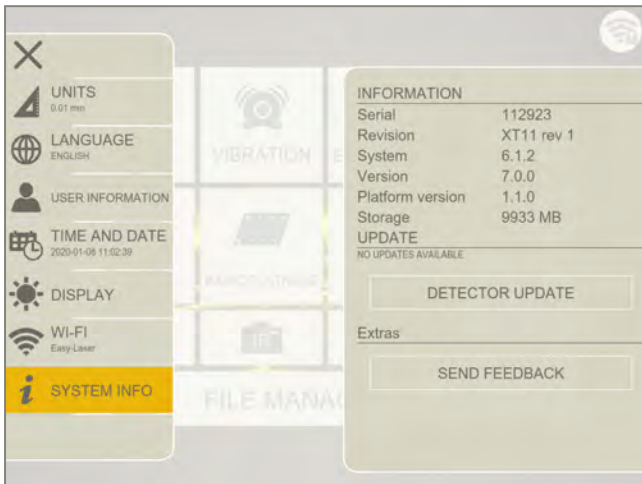 UNITS
0.01 mm
LANGUAGE
ENGLISH
USER INFORMATION
TIME AND DATE
2020-01-06 11:02:39
DISPLAY
WI-FI
Easy-Laser
SYSTEM INFO
VIBRATION
FILE MANA
INFORMATION
Serial 112923
Revision XT11 rev 1
System 6.1.2
Version 7.0.0
Platform version 1.1.0
Storage 9933 MB
UPDATE
NO UPDATES AVAILABLE
DETECTOR UPDATE
Extras
SEND FEEDBACK